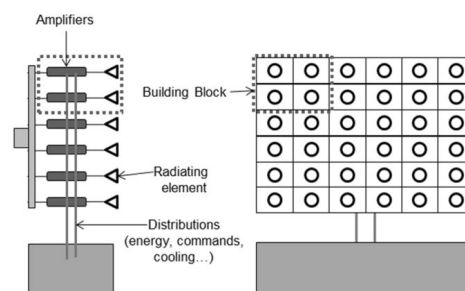 Amplifiers
Building Block
Radiating
element
Distributions
(energy, commands,
cooling...)